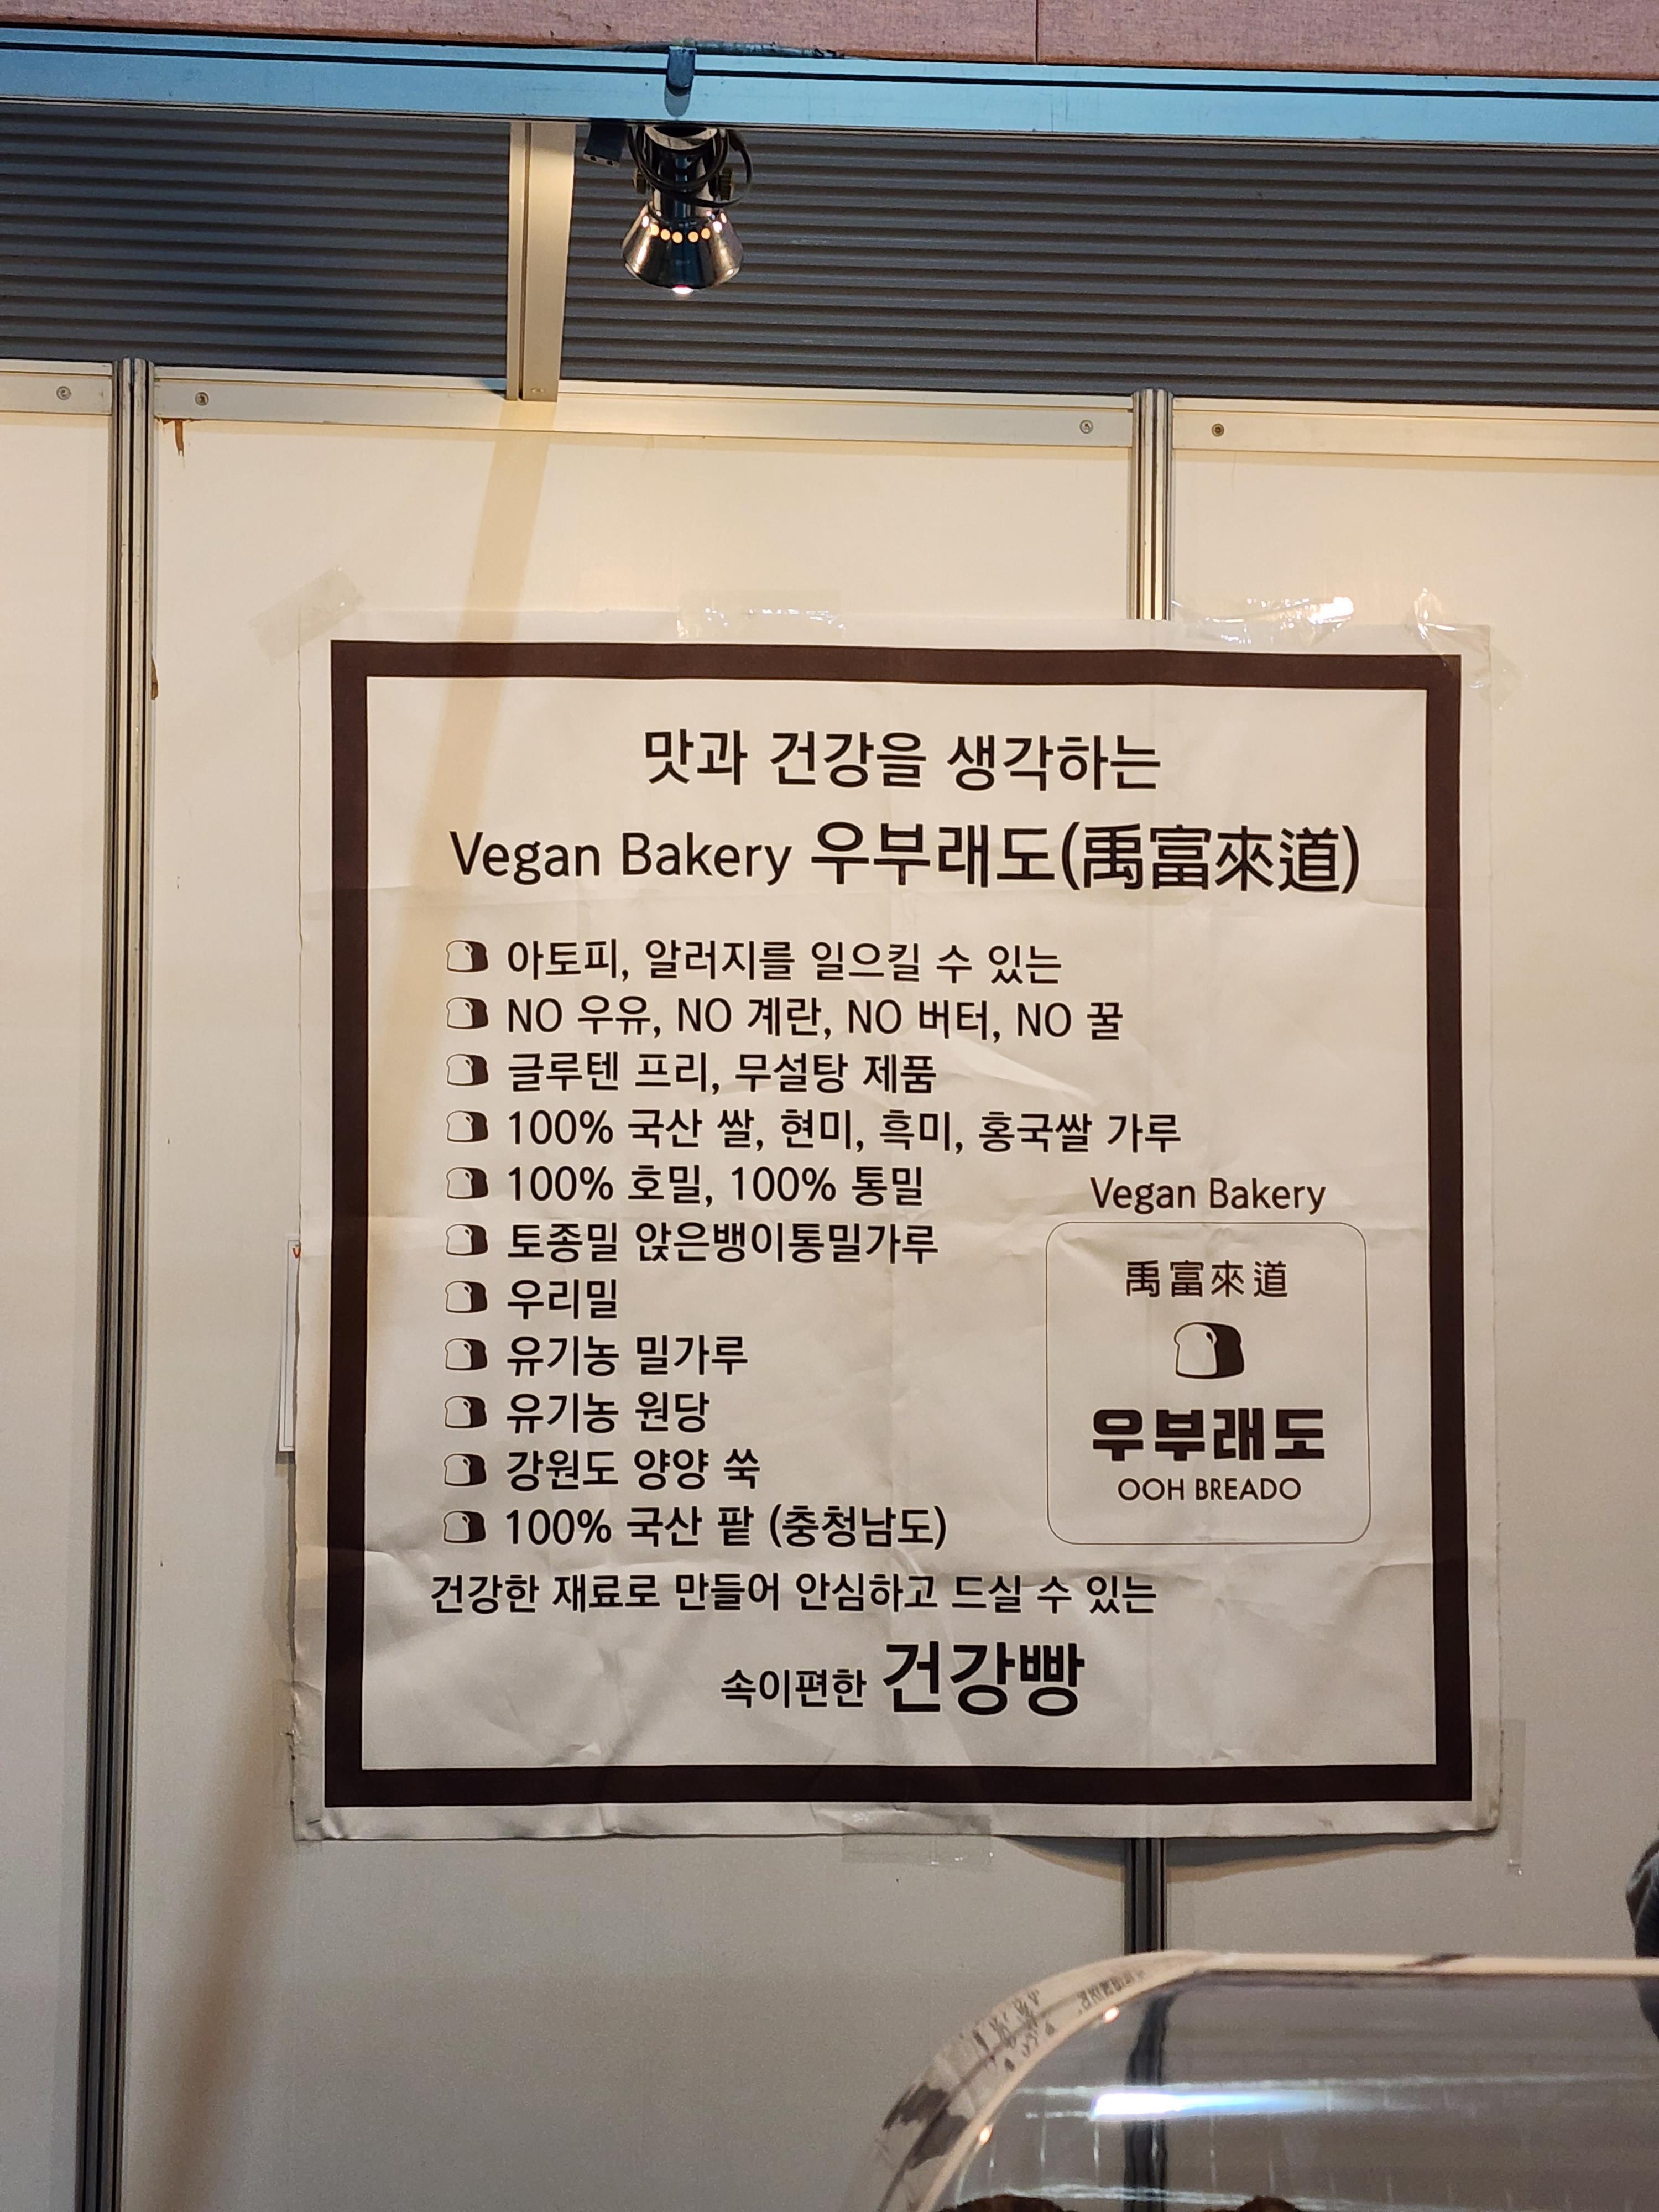 맛과 건강을 생각하는
Vegan Bakery 우부래도(禹富來道)
아토피, 알러지를 일으킬 수 있는
NO 우유, NO 계란, NO 버터, NO 꿀
글루텐 프리, 무설탕 제품
100% 국산 쌀, 현미, 흑미, 홍국쌀 가루
100% 호밀, 100% 통밀
토종밀 앉은뱅이통밀가루
우리밀
유기농 밀가루
유기농 원당
강원도 양양 쑥
100% 국산 팥 (충청남도)
Vegan Bakery
禹富來道
우부래도
OOH BREADO
건강한 재료로 만들어 안심하고 드실 수 있는
속이편한 건강빵